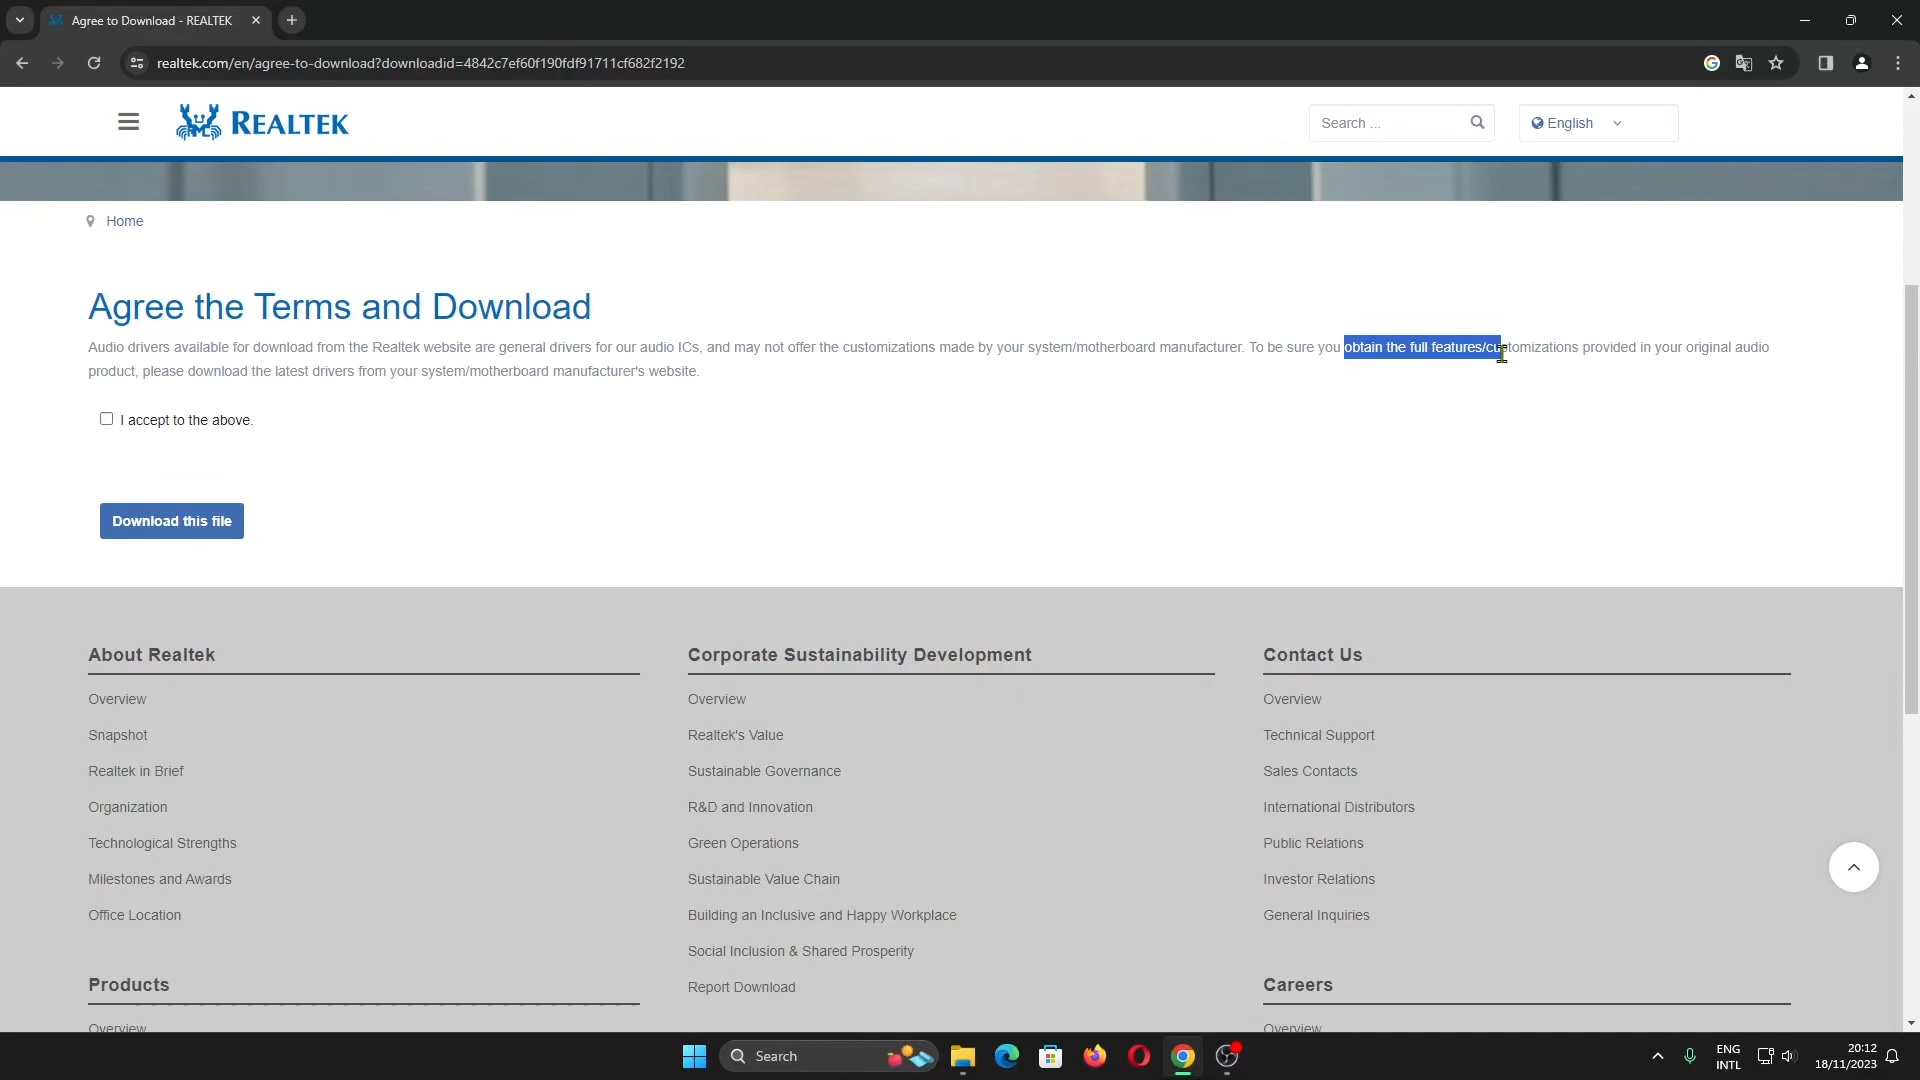 Agree to Download - REALTEK
realtek.com/en/agree-to-download?downloadid=4842c7ef60f190fdf91711cf682f2192
REALTEK
Search ...
English
Home
Agree the Terms and Download
Audio drivers available for download from the Realtek website are general drivers for our audio ICs, and may not offer the customizations made by your system/motherboard manufacturer. To be sure you obtain the full features/customizations provided in your original audio
product, please download the latest drivers from your system/motherboard manufacturer's website.
I accept to the above.
Download this file
About Realtek
Overview
Snapshot
Realtek in Brief
Organization
Technological Strengths
Milestones and Awards
Office Location
Products
Overview
Corporate Sustainability Development
Overview
Realtek's Value
Sustainable Governance
R&D and Innovation
Green Operations
Sustainable Value Chain
Building an Inclusive and Happy Workplace
Social Inclusion & Shared Prosperity
Report Download
Contact Us
Overview
Technical Support
Sales Contacts
International Distributors
Public Relations
Investor Relations
General Inquiries
Careers
Overview
Search
ENG
INTL
20:12
18/11/2023